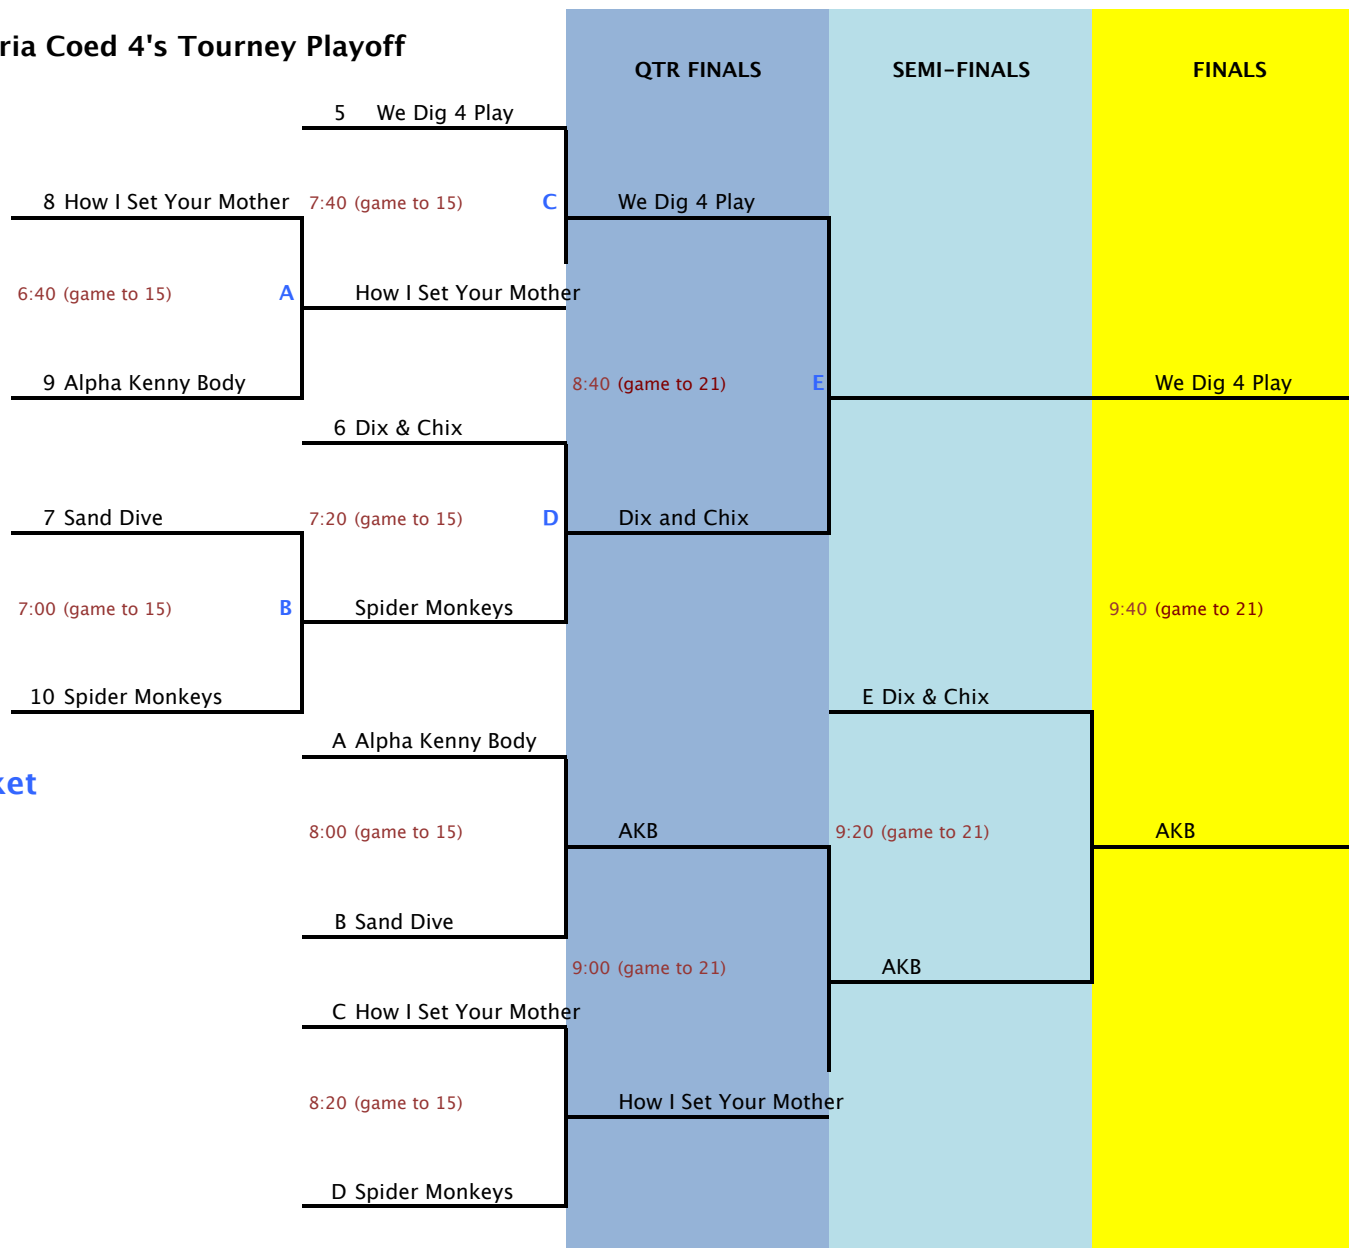 ria Coed 4's Tourney Playoff
QTR FINALS
SEMI-FINALS
FINALS
5 We Dig 4 Play
8 How I Set Your Mother
7:40 (game to 15)
C
We Dig 4 Play
6:40 (game to 15)
A
How I Set Your Mother
9 Alpha Kenny Body
8:40 (game to 21)
E
We Dig 4 Play
6 Dix & Chix
7 Sand Dive
7:20 (game to 15)
D
Dix and Chix
7:00 (game to 15)
B
Spider Monkeys
9:40 (game to 21)
10 Spider Monkeys
E Dix & Chix
A Alpha Kenny Body
ket
8:00 (game to 15)
AKB
9:20 (game to 21)
AKB
B Sand Dive
9:00 (game to 21)
AKB
C How I Set Your Mother
8:20 (game to 15)
How I Set Your Mother
D Spider Monkeys